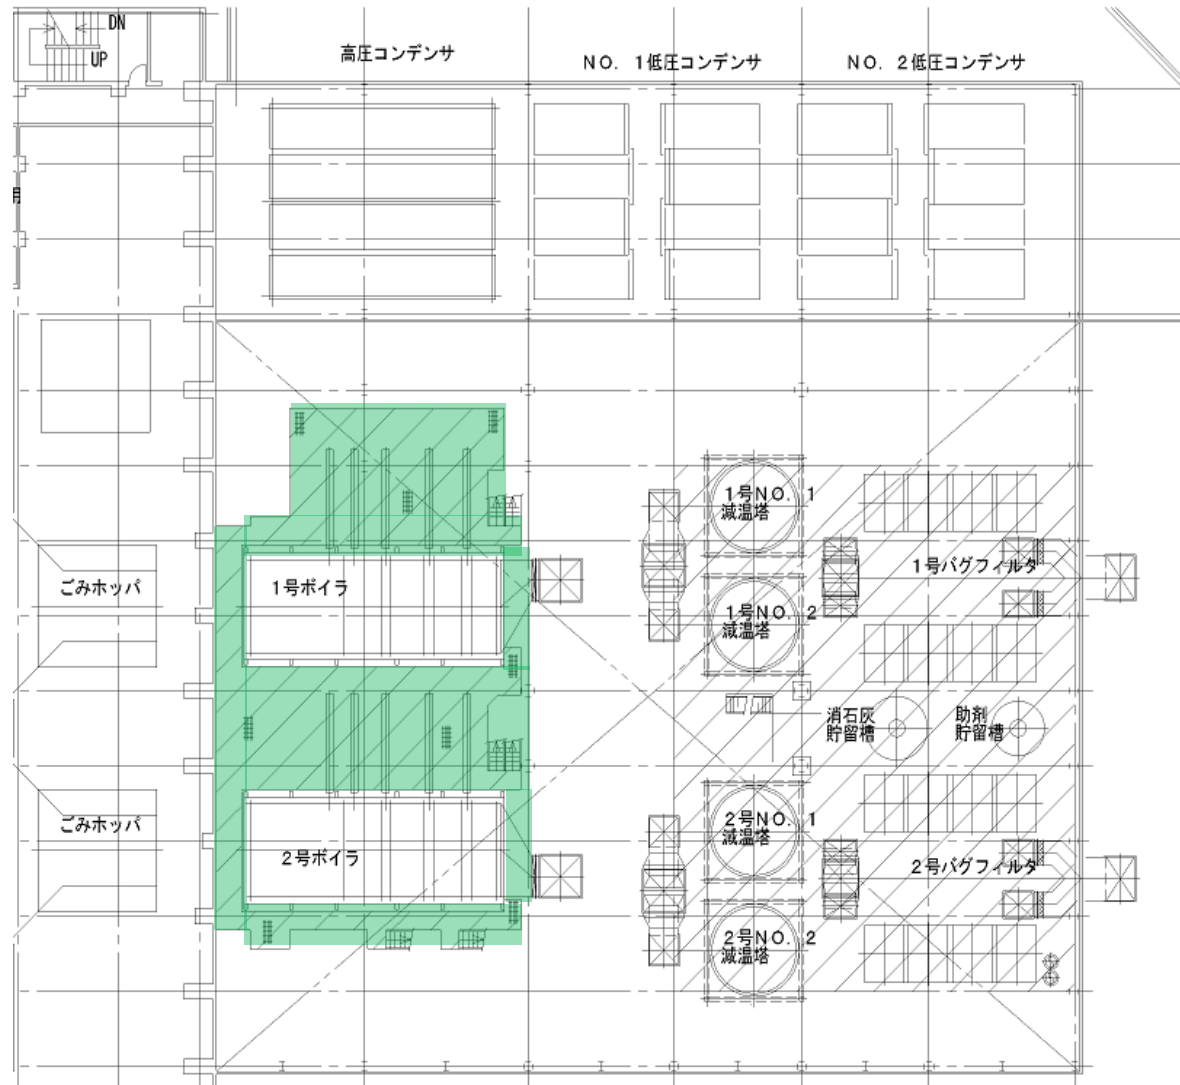 DN
UP
高圧コンデンサ
NO. 1低圧コンデンサ
NO. 2低圧コンデンサ
1号NO. 1
減温塔
ごみホッパ
1号ボイラ
1号バグフィルタ
1号NO. 2
減温塔
消石灰
貯留槽
助剤
貯留槽
ごみホッパ
2号NO. 1
減温塔
2号ボイラ
2号バグフィルタ
2号NO. 2
減温塔